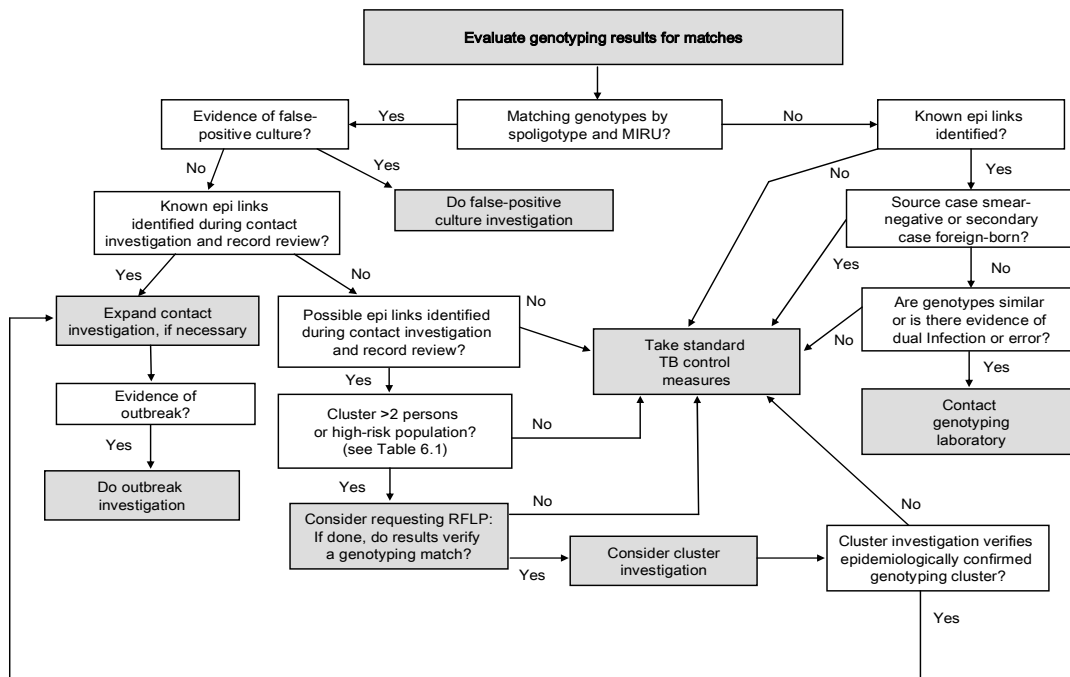 Evaluate genotyping results for matches
Evidence of false-
positive culture?
Yes
Matching genotypes by
spoligotype and MIRU?
No
Known epi links
identified?
No
Yes
No
Yes
Known epi links
identified during contact
investigation and record review?
Do false-positive
culture investigation
Source case smear-
negative or secondary
case foreign-born?
Yes
No
Yes
No
Expand contact
investigation, if necessary
Possible epi links identified
during contact investigation
and record review?
No
Take standard
TB control
measures
No
Are genotypes similar
or is there evidence of
dual Infection or error?
Yes
Yes
Evidence of
outbreak?
Cluster >2 persons
or high-risk population?
(see Table 6.1)
No
Contact
genotyping
laboratory
Yes
Do outbreak
investigation
Yes
Consider requesting RFLP:
If done, do results verify
a genotyping match?
No
No
Yes
Consider cluster
investigation
Cluster investigation verifies
epidemiologically confirmed
genotyping cluster?
Yes